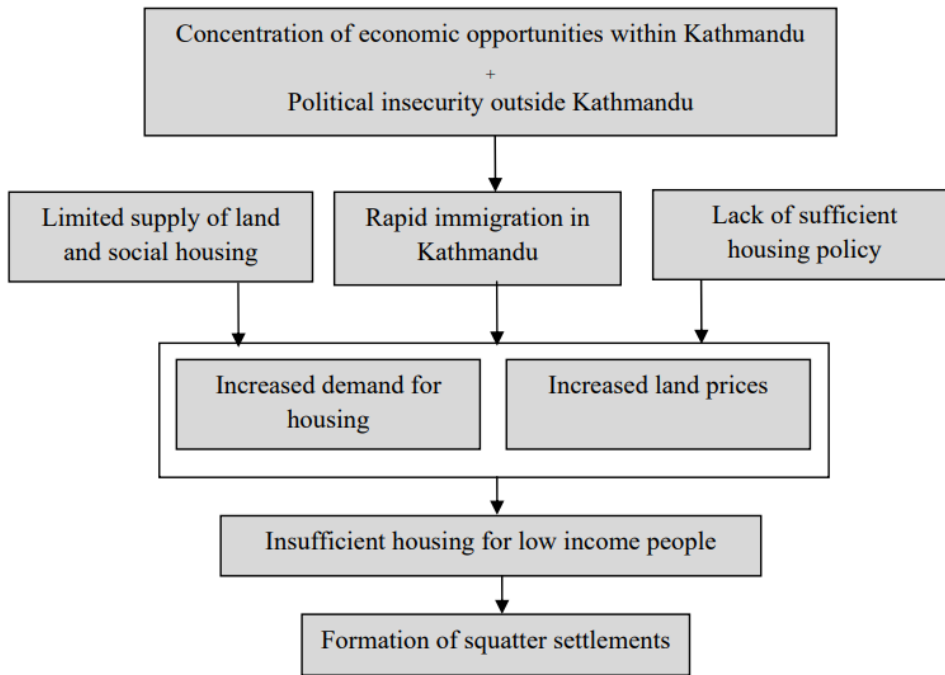 Concentration of economic opportunities within Kathmandu
+
Political insecurity outside Kathmandu
Limited supply of land
and social housing
Rapid immigration in
Kathmandu
Lack of sufficient
housing policy
Increased demand for
housing
Increased land prices
Insufficient housing for low income people
Formation of squatter settlements